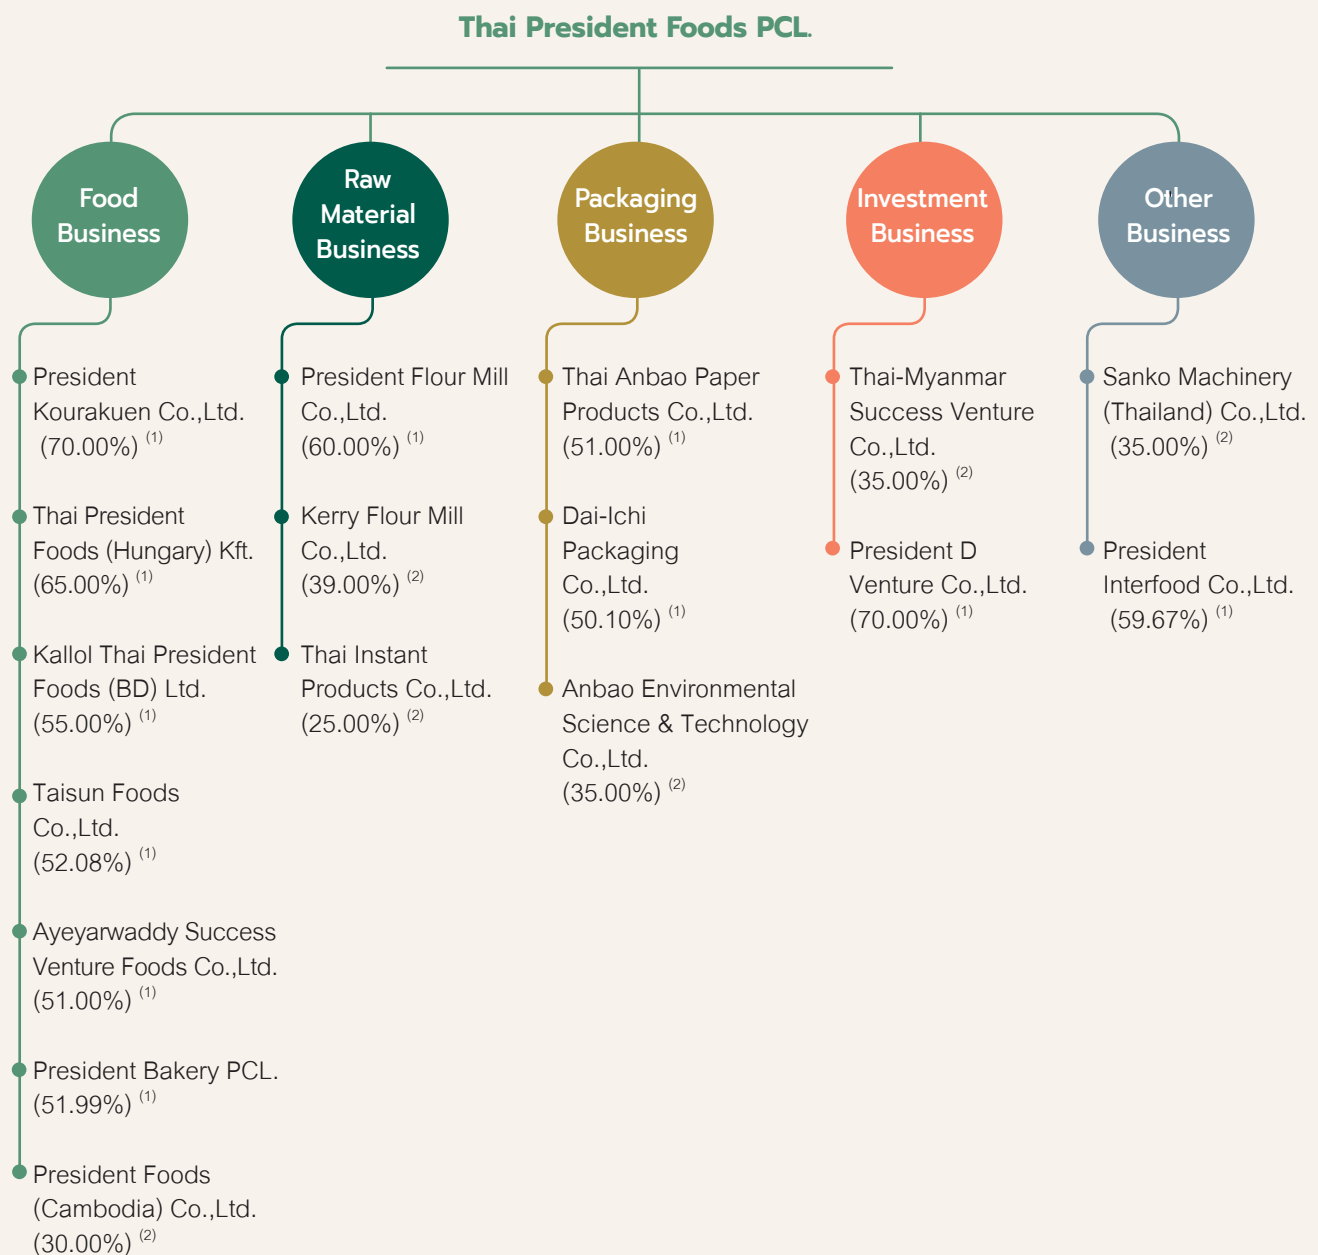 Thai President Foods PCL.
Food
Business
Raw
Material
Business
Packaging
Business
Investment
Business
Other
Business
President
Kourakuen Co.,Ltd.
(70.00%) (1)
Thai President
Foods (Hungary) Kft.
(65.00%) (1)
Kallol Thai President
Foods (BD) Ltd.
(55.00%) (1)
Taisun Foods
Co.,Ltd.
(52.08%) (1)
Ayeyarwaddy Success
Venture Foods Co.,Ltd.
(51.00%) (1)
President Bakery PCL.
(51.99%) (1)
President Foods
(Cambodia) Co.,Ltd.
(30.00%) (2)
President Flour Mill
Co.,Ltd.
(60.00%) (1)
Kerry Flour Mill
Co.,Ltd.
(39.00%) (2)
Thai Instant
Products Co.,Ltd.
(25.00%) (2)
Thai Anbao Paper
Products Co.,Ltd.
(51.00%) (1)
Dai-Ichi
Packaging
Co.,Ltd.
(50.10%) (1)
Anbao Environmental
Science & Technology
Co.,Ltd.
(35.00%) (2)
Thai-Myanmar
Success Venture
Co.,Ltd.
(35.00%) (2)
President D
Venture Co.,Ltd.
(70.00%) (1)
Sanko Machinery
(Thailand) Co.,Ltd.
(35.00%) (2)
President
Interfood Co.,Ltd.
(59.67%) (1)